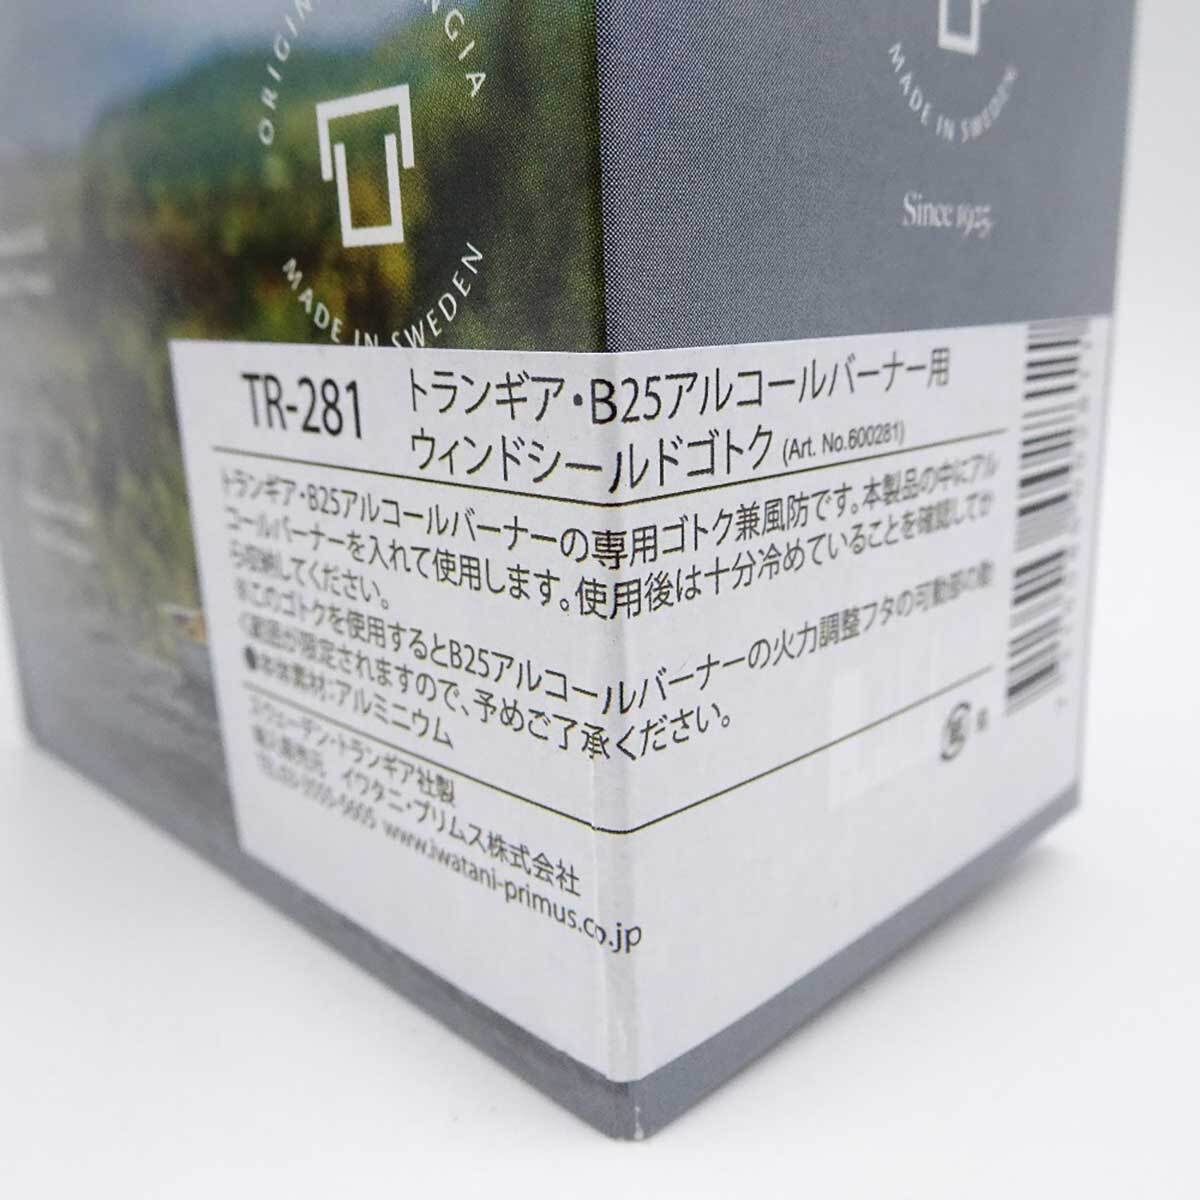 ORIGIN
AGIA
MADE IN SWEDEN
MADE IN SWEDEN
Since 1925
TR-281 トランギア・B25アルコールバーナー用
ウィンドシールドゴトク (Art. No.600281)
トランギア・B25アルコールバーナーの専用ゴトク兼風防です。本製品の中にアル
コールバーナーを入れて使用します。使用後は十分冷めていることを確認してか
ら収納してください。
※このゴトクを使用するとB25アルコールバーナーの火力調整フタの可動部の動
く範囲が限定されますので、予めご了承ください。
●本体素材:アルミニウム
スウェーデン・トランギア社製
輸入販売元 イワタニ・プリムス株式会社
www.iwatani-primus.co.jp